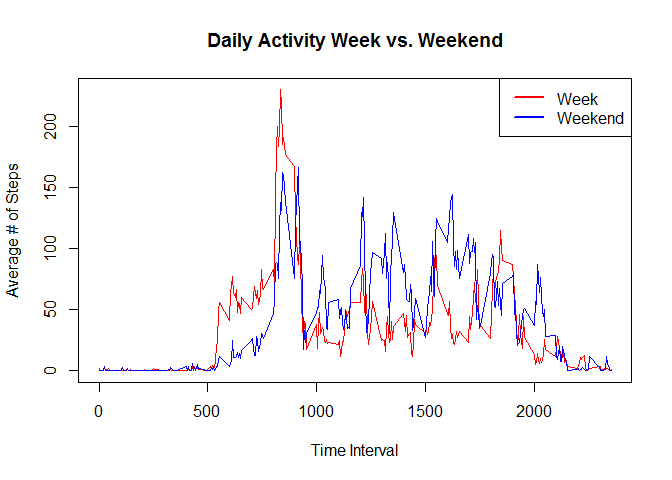 Daily Activity Week vs. Weekend
Week
Weekend
Average # of Steps
0
50
100
150
200
0
500
1000
1500
2000
Time Interval